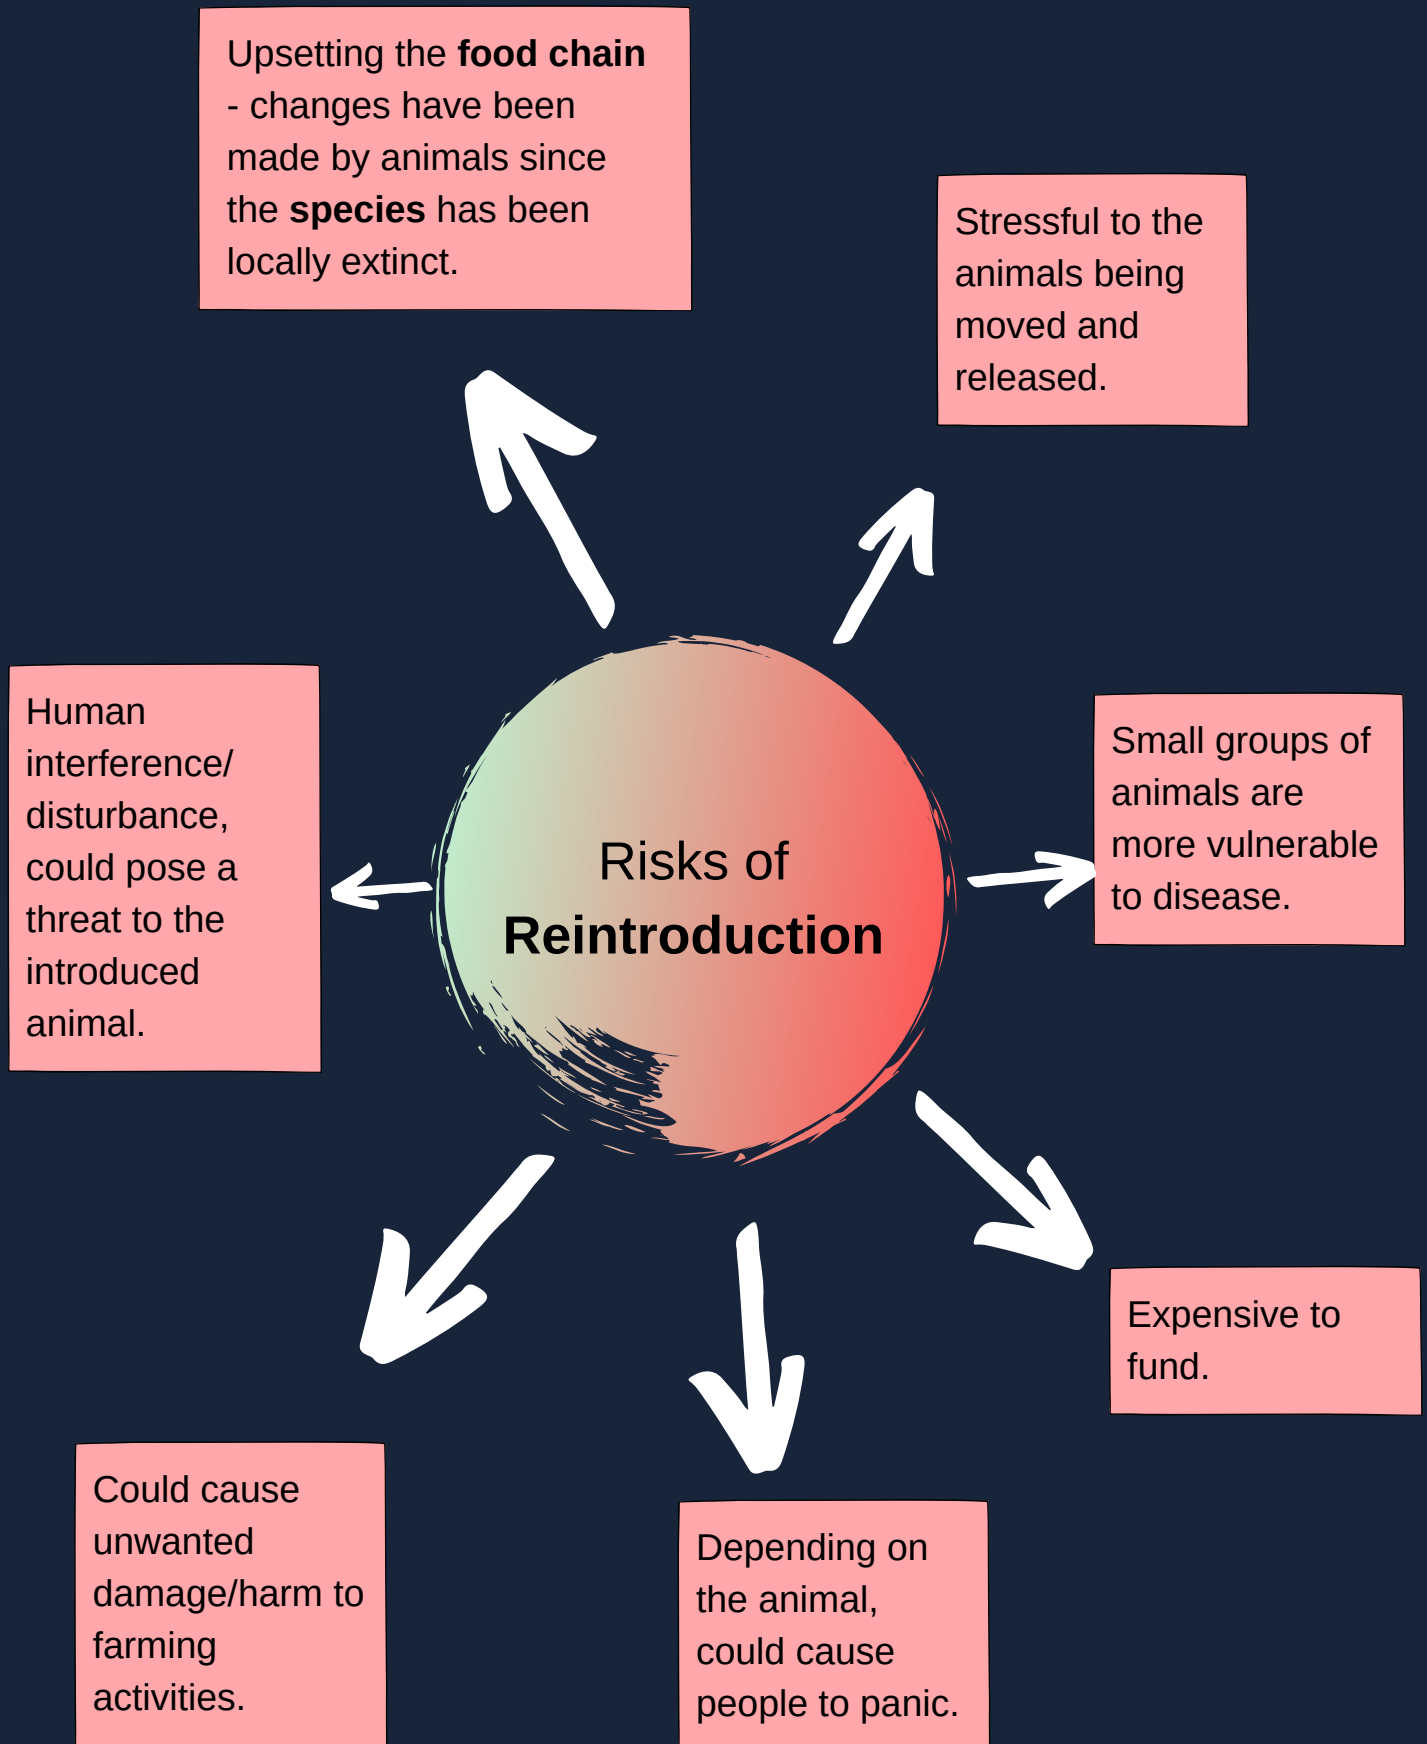 Upsetting the food chain
- changes have been
made by animals since
the species has been
locally extinct.
Stressful to the
animals being
moved and
released.
Human
interference/
disturbance,
could pose a
threat to the
introduced
animal.
Risks of
Reintroduction
Small groups of
animals are
more vulnerable
to disease.
Expensive to
fund.
Could cause
unwanted
damage/harm to
farming
activities.
Depending on
the animal,
could cause
people to panic.